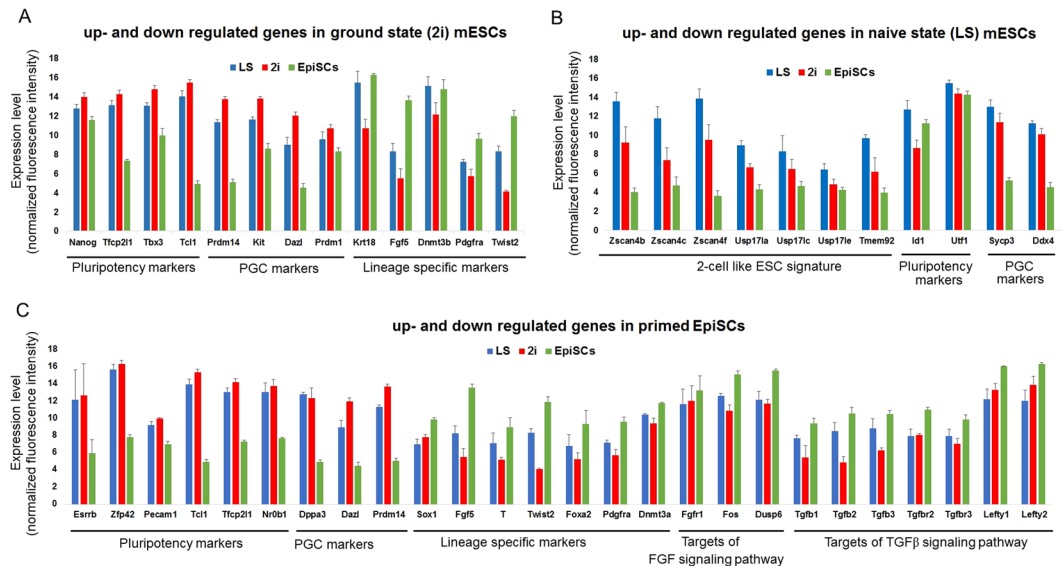 A
up- and down regulated genes in ground state (2i) mESCs
LS 2i EpiSCs
Expression level
(normalized fluorescence intensity)
18
16
14
12
10
8
6
4
2
0
Nanog Tfcp2l1 Tbx3 Tcl1 Prdm14 Kit Dazl Prdm1 Krt18 Fgf5 Dnmt3b Pdgfra Twist2
Pluripotency markers PGC markers Lineage specific markers
B
up- and down regulated genes in naive state (LS) mESCs
LS 2i EpiSCs
Expression level
(normalized fluorescence intensity)
18
16
14
12
10
8
6
4
2
0
Zscan4b Zscan4c Zscan4f Usp17la Usp17lc Usp17le Tmem92 Id1 Utf1 Sycp3 Ddx4
2-cell like ESC signature Pluripotency markers PGC markers
C
up- and down regulated genes in primed EpiSCs
LS 2i EpiSCs
Expression level
(normalized fluorescence intensity)
18
16
14
12
10
8
6
4
2
0
Esrrb Zfp42 Pecam1 Tcl1 Tfcp2l1 Nr0b1 Dppa3 Dazl Prdm14 Sox1 Fgf5 T Twist2 Foxa2 Pdgfra Dnmt3a Fgfr1 Fos Dusp6 Tgfb1 Tgfb2 Tgfb3 Tgfbr2 Tgfbr3 Lefty1 Lefty2
Pluripotency markers PGC markers Lineage specific markers Targets of FGF signaling pathway Targets of TGFβ signaling pathway